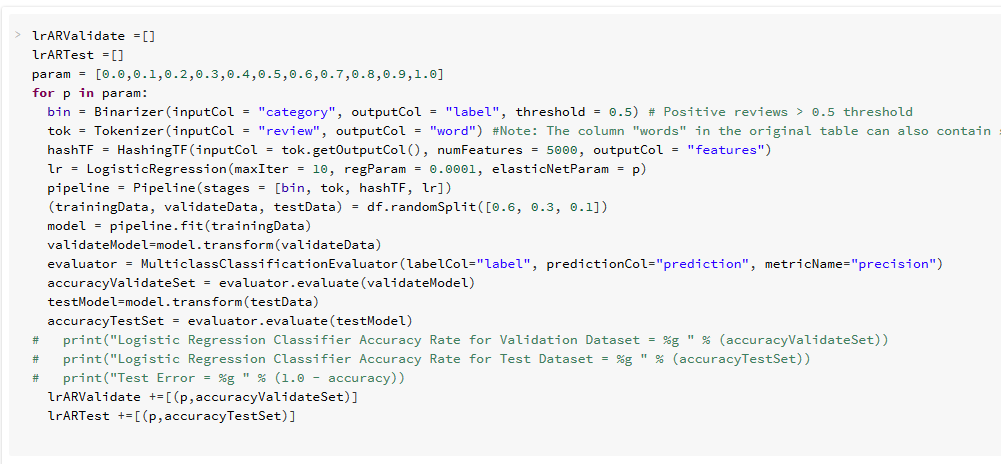 > lrARValidate =[]
lrARTest =[]
param = [0.0,0.1,0.2,0.3,0.4,0.5,0.6,0.7,0.8,0.9,1.0]
for p in param:
  bin = Binarizer(inputCol = "category", outputCol = "label", threshold = 0.5) # Positive reviews > 0.5 threshold
  tok = Tokenizer(inputCol = "review", outputCol = "word") #Note: The column "words" in the original table can also contain
  hashTF = HashingTF(inputCol = tok.getOutputCol(), numFeatures = 5000, outputCol = "features")
  lr = LogisticRegression(maxIter = 10, regParam = 0.0001, elasticNetParam = p)
  pipeline = Pipeline(stages = [bin, tok, hashTF, lr])
  (trainingData, validateData, testData) = df.randomSplit([0.6, 0.3, 0.1])
  model = pipeline.fit(trainingData)
  validateModel=model.transform(validateData)
  evaluator = MulticlassClassificationEvaluator(labelCol="label", predictionCol="prediction", metricName="precision")
  accuracyValidateSet = evaluator.evaluate(validateModel)
  testModel=model.transform(testData)
  accuracyTestSet = evaluator.evaluate(testModel)
#   print("Logistic Regression Classifier Accuracy Rate for Validation Dataset = %g " % (accuracyValidateSet))
#   print("Logistic Regression Classifier Accuracy Rate for Test Dataset = %g " % (accuracyTestSet))
#   print("Test Error = %g " % (1.0 - accuracy))
  lrARValidate +=[(p,accuracyValidateSet)]
  lrARTest +=[(p,accuracyTestSet)]